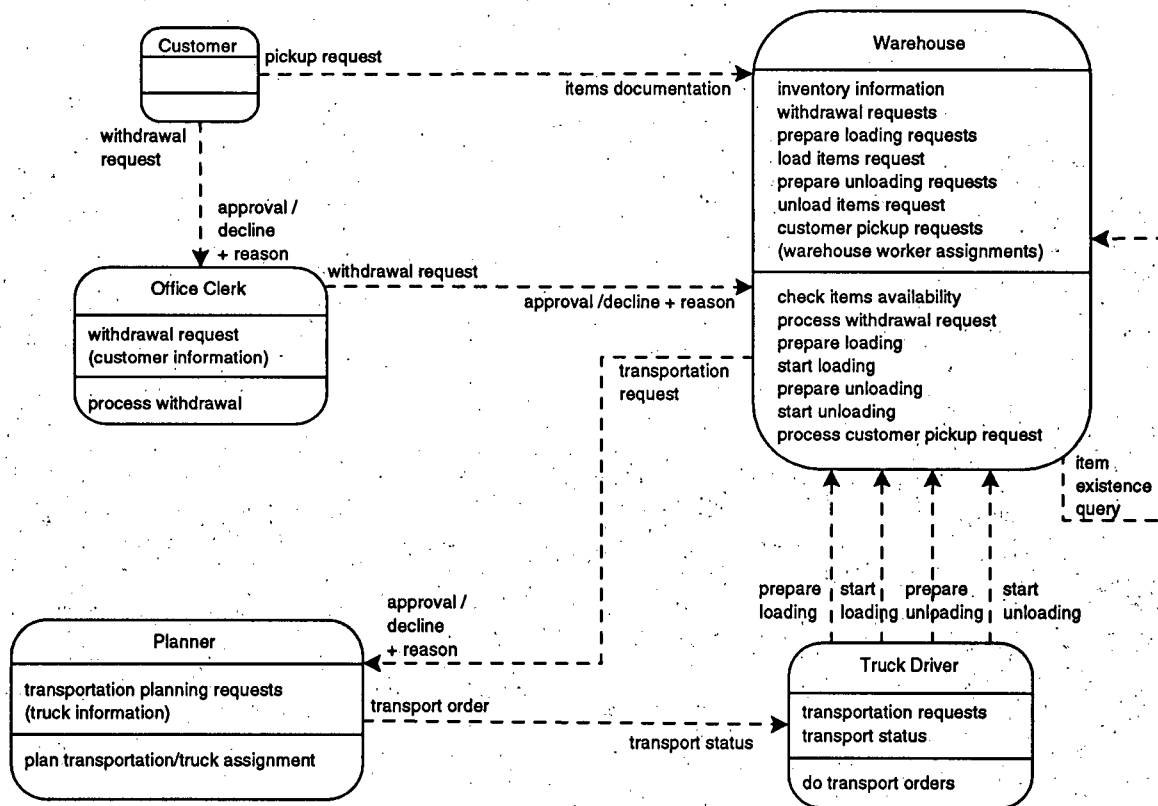 Customer
pickup request
items documentation
withdrawal
request
approval /
decline
+ reason
Office Clerk
withdrawal request
(customer information)
process withdrawal
withdrawal request
approval /decline + reason
Warehouse
inventory information
withdrawal requests
prepare loading requests
load items request
prepare unloading requests
unload items request
customer pickup requests
(warehouse worker assignments)
check items availability
process withdrawal request
prepare loading
start loading
prepare unloading
start unloading
process customer pickup request
transportation
request
item
existence
query
approval /
decline
+ reason
Planner
transportation planning requests
(truck information)
plan transportation/truck assignment
transport order
transport status
prepare
loading
start
loading
prepare
unloading
start
unloading
Truck Driver
transportation requests
transport status
do transport orders